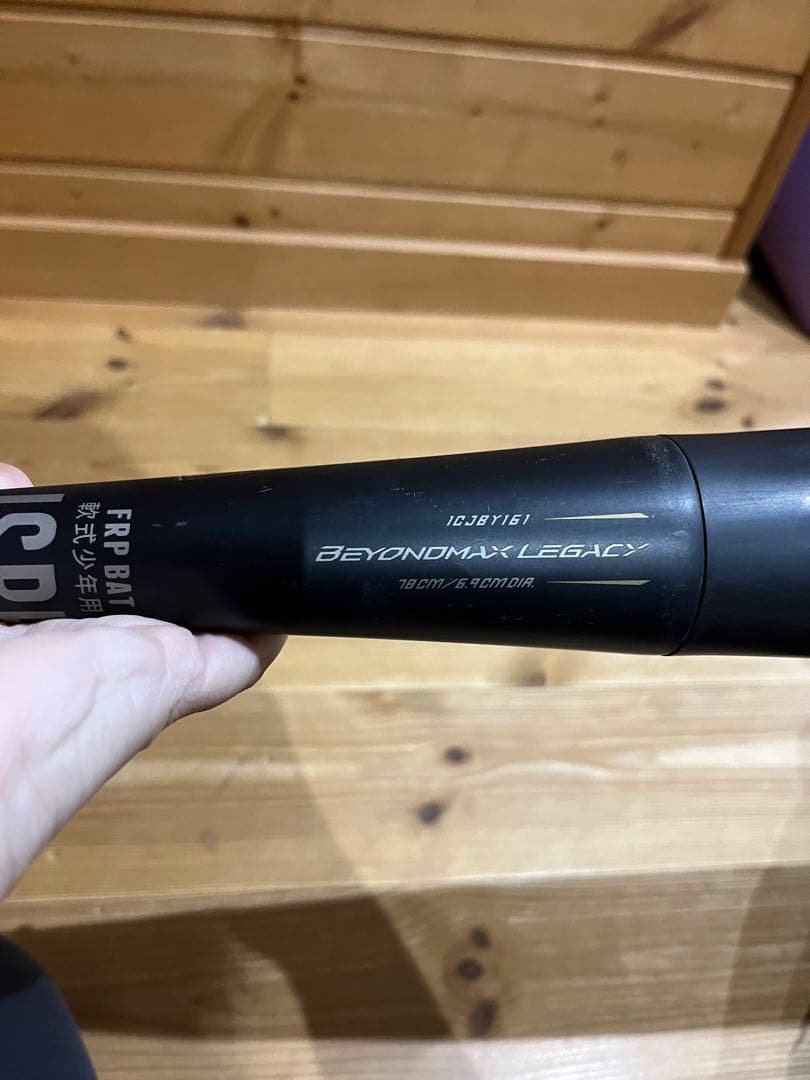 1CJBY161
BEYONDMAX LEGACY
78CM/6.9CM DIA.
FRP BAT
軟式少年用